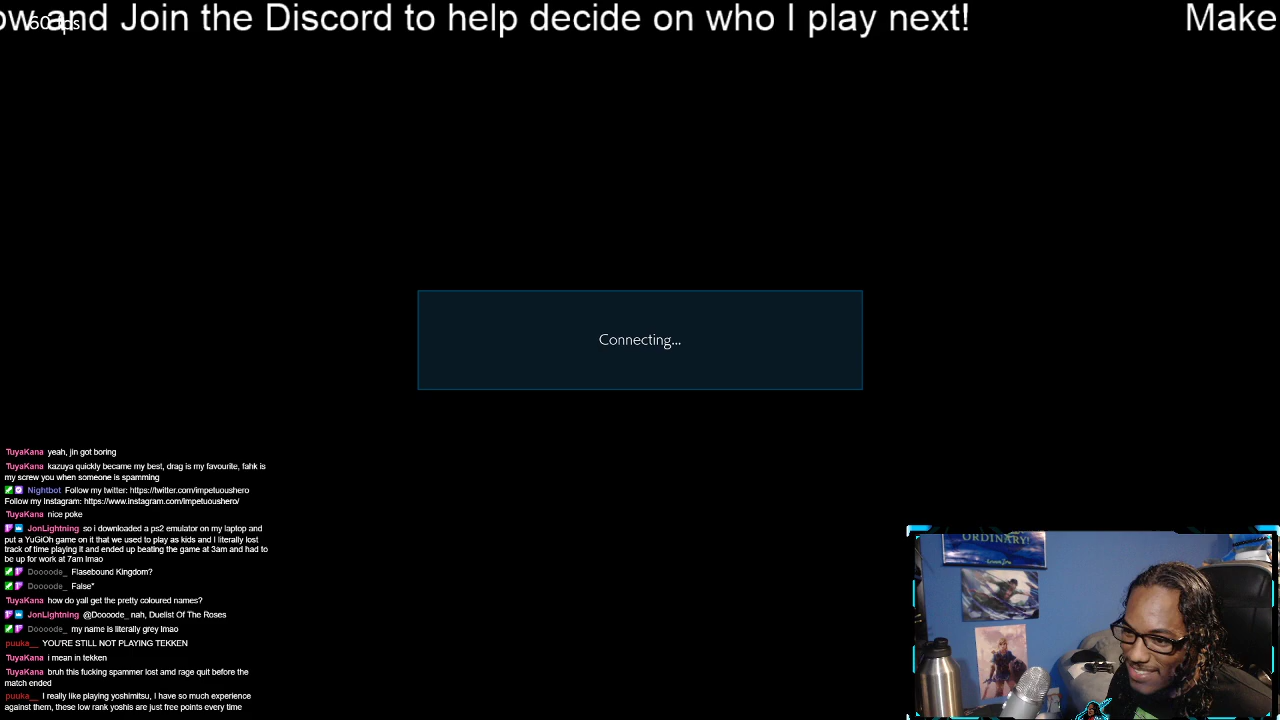 ow and Join the Discord to help decide on who I play next! Make
60 fps
Connecting...
TuyaKana yeah, jin got boring
TuyaKana kazuya quickly became my best, drag is my favourite, fahk is
my screw you when someone is spamming
Nightbot Follow my twitter: https://twitter.com/impetuoushero
Follow my Instagram: https://www.instagram.com/impetuoushero/
TuyaKana nice poke
JonLightning so i downloaded a ps2 emulator on my laptop and
put a YuGiOh game on it that we used to play as kids and I literally lost
track of time playing it and ended up beating the game at 3am and had to
be up for work at 7am lmao
Doooode_ Flasebound Kingdom?
Doooode_ False*
TuyaKana how do yall get the pretty coloured names?
JonLightning @Doooode_ nah, Duelist Of The Roses
Doooode_ my name is literally grey lmao
puuka__ YOU'RE STILL NOT PLAYING TEKKEN
TuyaKana i mean in tekken
TuyaKana bruh this fucking spammer lost amd rage quit before the
match ended
puuka__ I really like playing yoshimitsu, I have so much experience
against them, these low rank yoshis are just free points every time
ORDINARY!